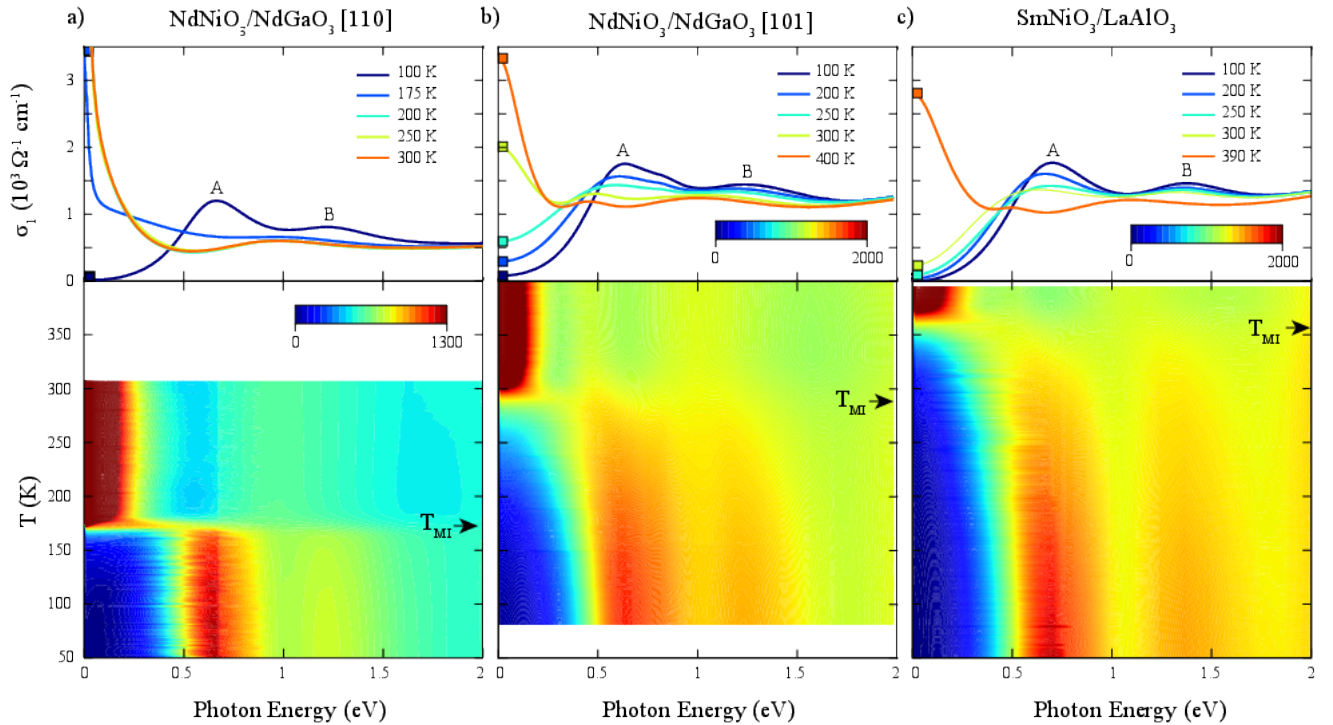 a) NdNiO3/NdGaO3 [110]
b) NdNiO3/NdGaO3 [101]
c) SmNiO3/LaAlO3
σ1 (10³ Ω⁻¹ cm⁻¹)
3
2
1
0
100 K
175 K
200 K
250 K
300 K
A
B
100 K
200 K
250 K
300 K
400 K
A
B
0
2000
100 K
200 K
250 K
300 K
390 K
A
B
0
2000
T (K)
350
300
250
200
150
100
50
0
1300
TMI
TMI
TMI
0 0.5 1 1.5 2
0 0.5 1 1.5 2
0 0.5 1 1.5 2
Photon Energy (eV)
Photon Energy (eV)
Photon Energy (eV)